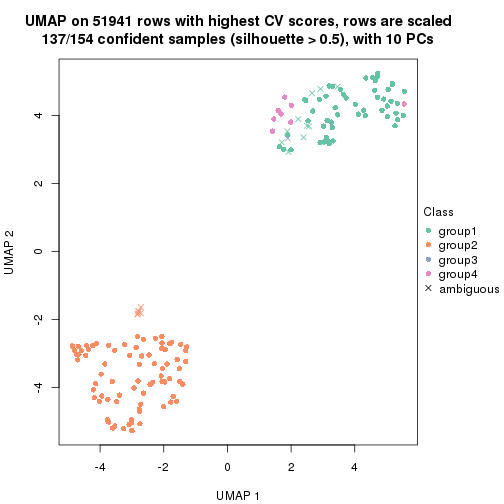 UMAP on 51941 rows with highest CV scores, rows are scaled
137/154 confident samples (silhouette > 0.5), with 10 PCs
4
2
0
-2
-4
UMAP 2
-4
-2
0
2
4
UMAP 1
Class
group1
group2
group3
group4
ambiguous